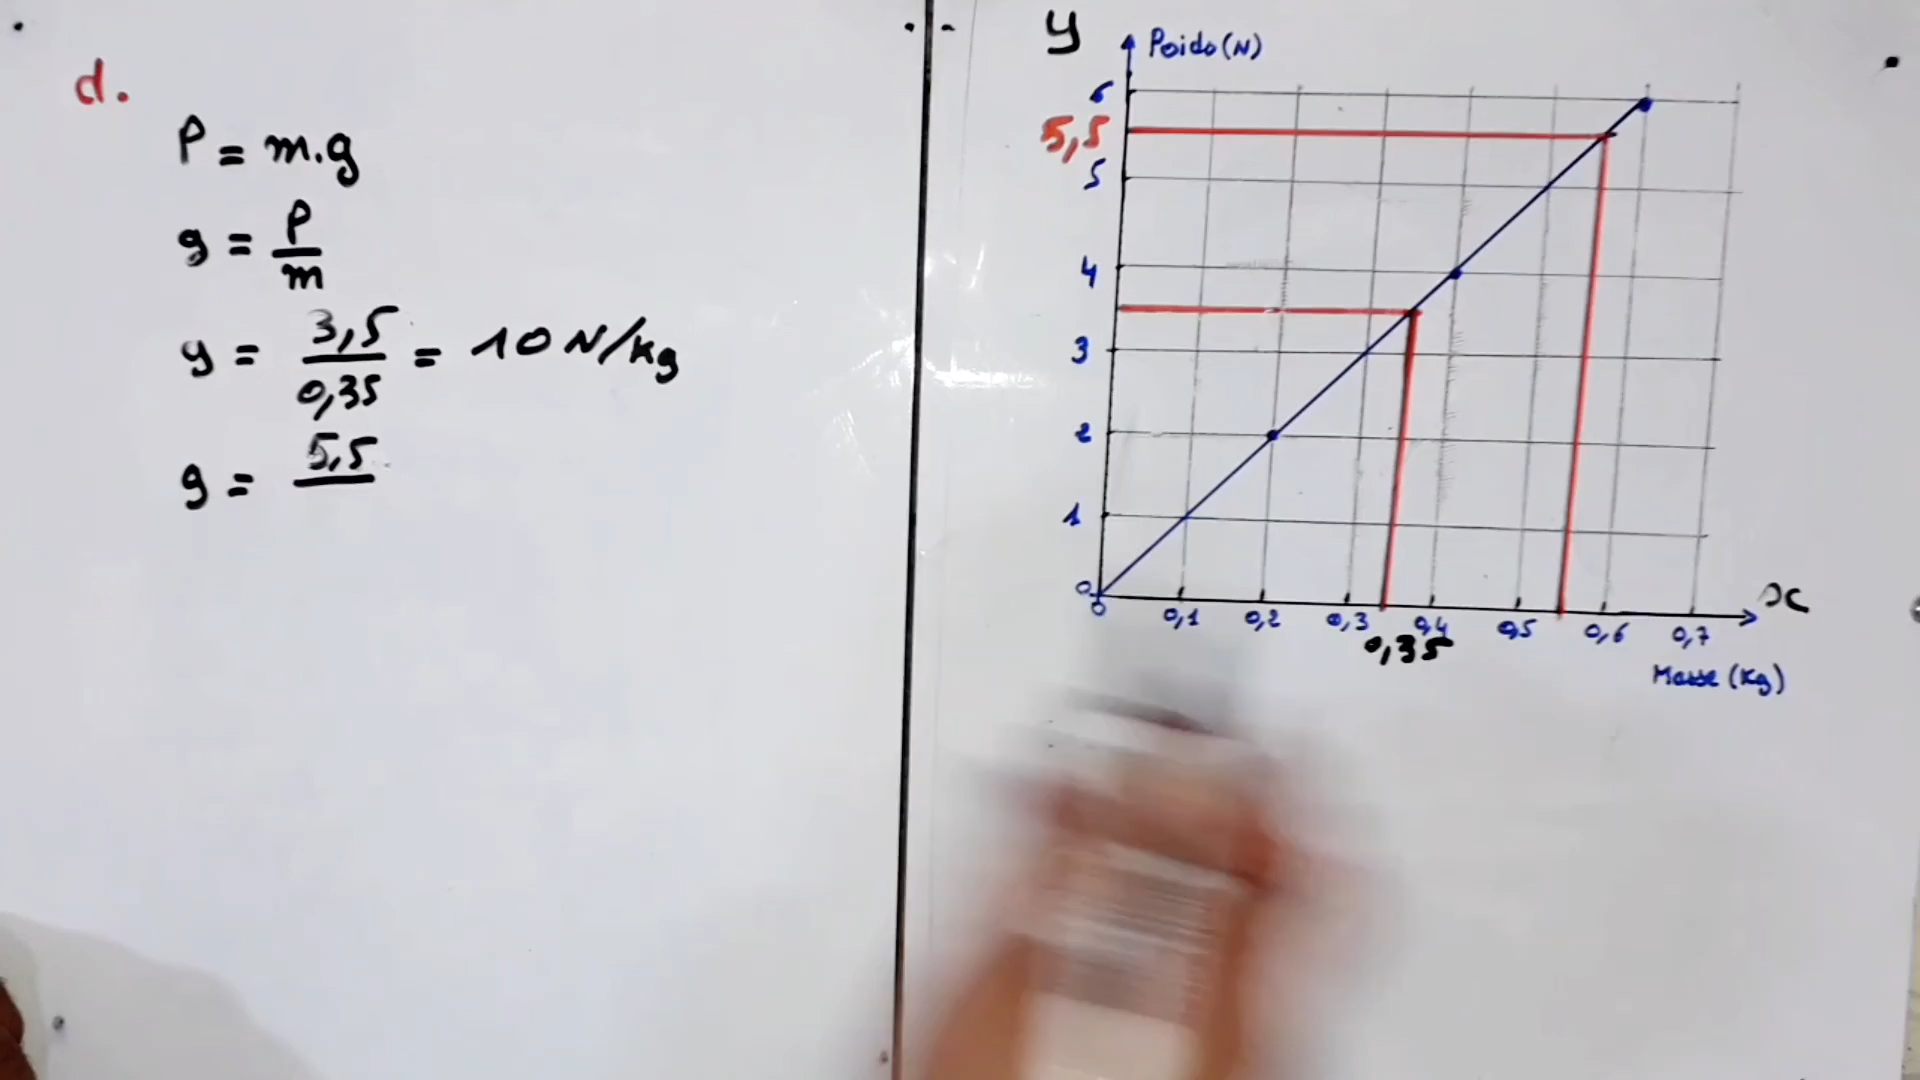 d.
P = m.g
g = P/m
g = 3,5/0,35 = 10 N/kg
g = 5,5/
y
Poids (N)
6
5,5
5
4
3
2
1
0
0 0,1 0,2 0,3 0,4 0,5 0,6 0,7
x
0,35
Masse (kg)